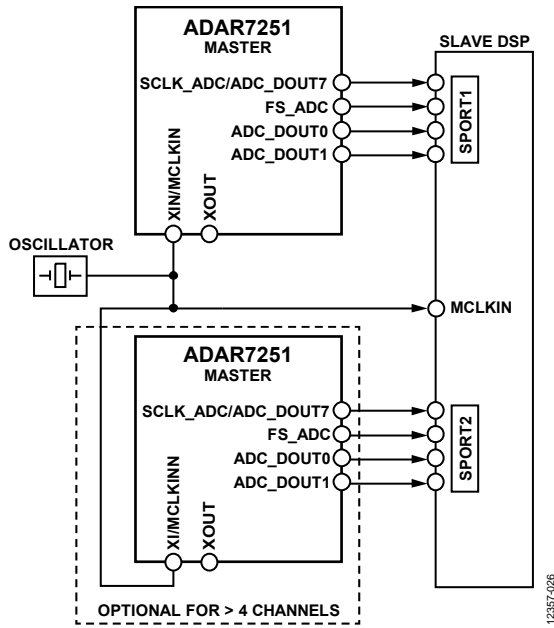 ADAR7251
MASTER
SLAVE DSP
SCLK_ADC/ADC_DOUT7
FS_ADC
ADC_DOUT0
ADC_DOUT1
SPORT1
XIN/MCLKIN
XOUT
OSCILLATOR
MCLKIN
ADAR7251
MASTER
SCLK_ADC/ADC_DOUT7
FS_ADC
ADC_DOUT0
ADC_DOUT1
SPORT2
XI/MCLKINN
XOUT
OPTIONAL FOR > 4 CHANNELS
12357-026